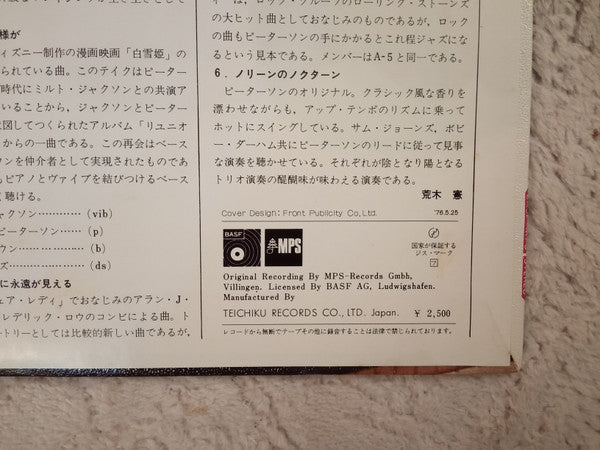 様が
ィズニー制作の漫画映画「白雪姫」の
られている曲。このテイクはピーター
時代にミルト・ジャクソンとの共演ア
いることから、ジャクソンとピーター
図してつくられたアルバム「リユニオ
からの一曲である。この再会はベース
ウンを仲介者として実現されたものであ
ピアノとヴァイブを結びつけるベース
く聴ける。
ャクソン…………(vib)
ピーターソン……(p)
ウン………………(b)
ズ…………………(ds)
に永遠が見える
ェア・レディ」でおなじみのアラン・J・
レデリック・ロウのコンビによる曲。ト
ートリーとしては比較的新しい曲であるが、
ィー」は、ロック・グループのローリング・ストーンズ
の大ヒット曲としておなじみのものであるが、ロック
の曲もピーターソンの手にかかるとこれ程ジャズにな
るという見本である。メンバーはA-5と同一である。
6．ノリーンのノクターン
ピーターソンのオリジナル。クラシック風な香りを
漂わせながらも、アップ・テンポのリズムに乗って
ホットにスイングしている。サム・ジョーンズ、ボビ
ー・ダーハム共にピーターソンのリードに従って見事
な演奏を聴かせている。それぞれが陰となり陽となる
トリオ演奏の醍醐味が味わえる演奏である。
荒木 憲
Cover Design: Front Publicity Co., Ltd.
'76.5.25
BASF
MPS
国家が保証する
ジス・マーク
Original Recording By MPS-Records Gmbh,
Villingen. Licensed By BASF AG, Ludwigshafen.
Manufactured By
TEICHIKU RECORDS CO., LTD. Japan.
¥ 2,500
レコードから無断でテープその他に録音することは法律で禁じられております。